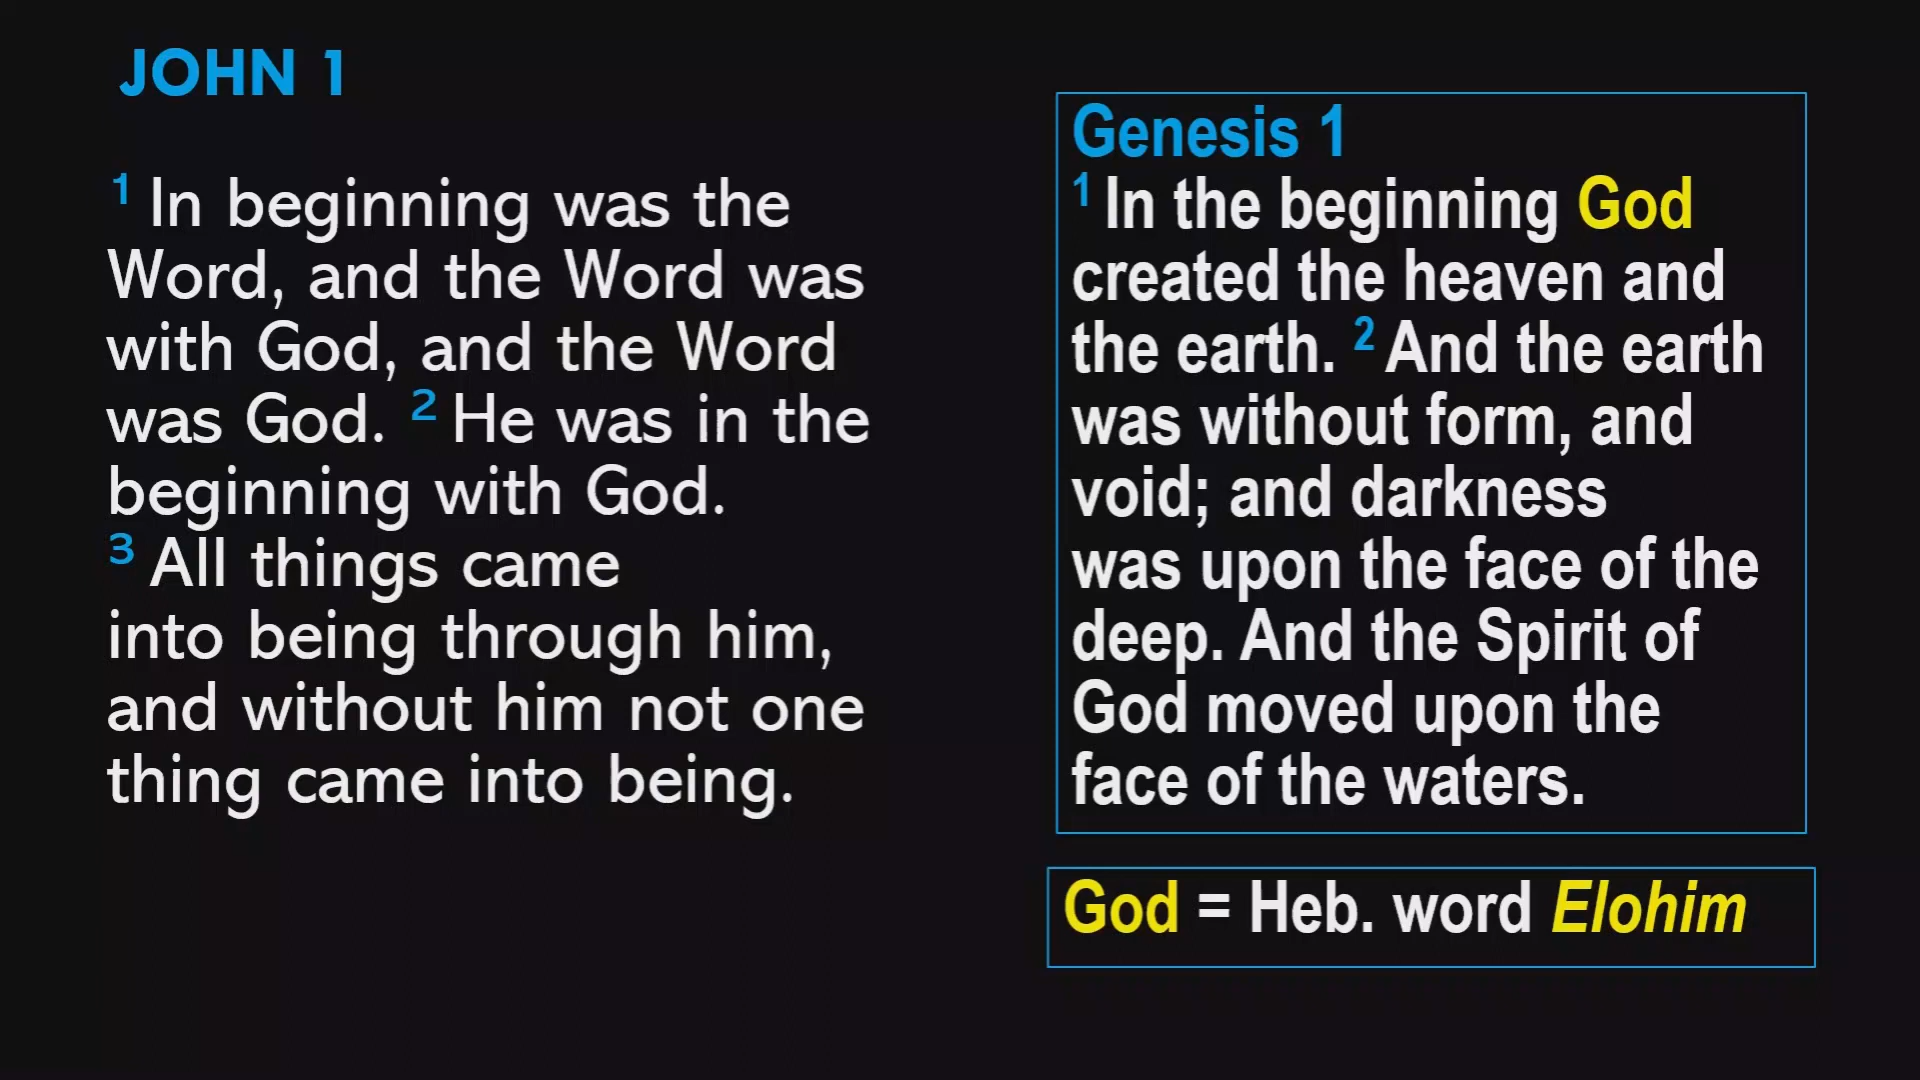 JOHN 1
1 In beginning was the
Word, and the Word was
with God, and the Word
was God. 2 He was in the
beginning with God.
3 All things came
into being through him,
and without him not one
thing came into being.
Genesis 1
1 In the beginning God
created the heaven and
the earth. 2 And the earth
was without form, and
void; and darkness
was upon the face of the
deep. And the Spirit of
God moved upon the
face of the waters.
God = Heb. word Elohim